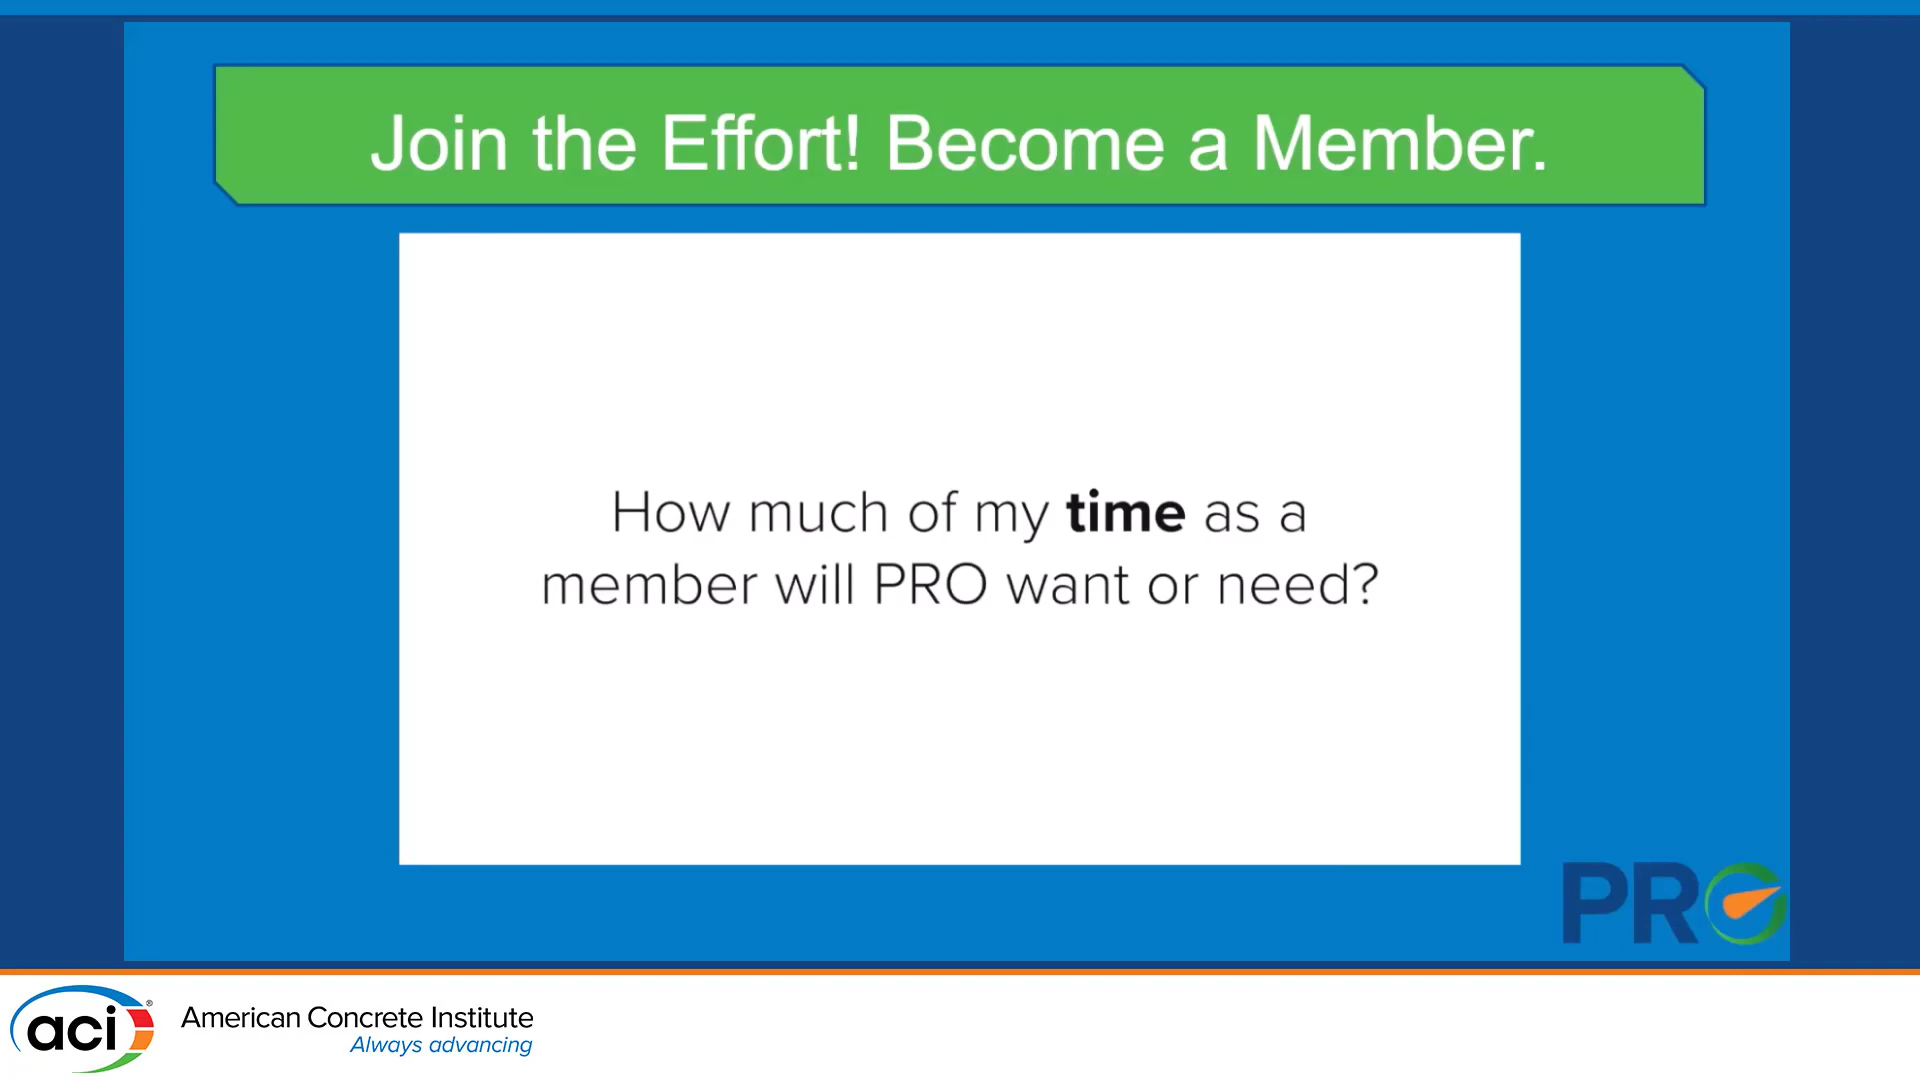 Join the Effort! Become a Member.
How much of my time as a
member will PRO want or need?
PRO
aci®
American Concrete Institute
Always advancing